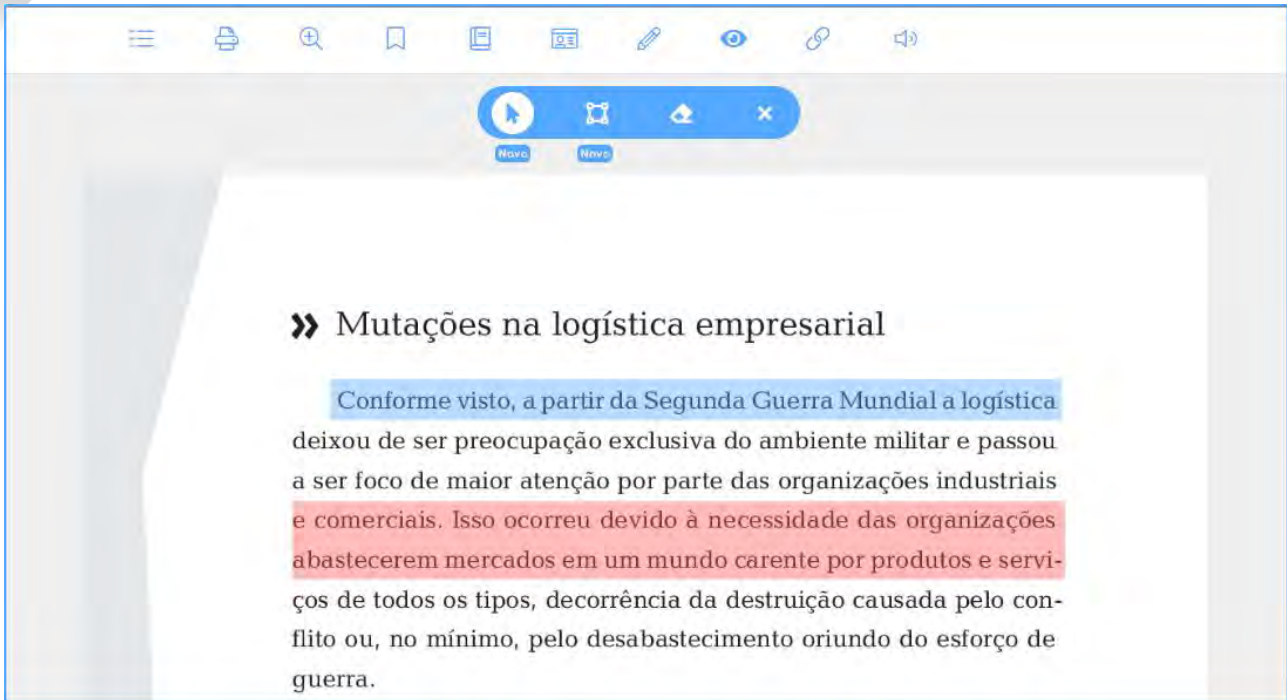 Novo
Novo
» Mutações na logística empresarial
Conforme visto, a partir da Segunda Guerra Mundial a logística
deixou de ser preocupação exclusiva do ambiente militar e passou
a ser foco de maior atenção por parte das organizações industriais
e comerciais. Isso ocorreu devido à necessidade das organizações
abastecerem mercados em um mundo carente por produtos e servi-
ços de todos os tipos, decorrência da destruição causada pelo con-
flito ou, no mínimo, pelo desabastecimento oriundo do esforço de
guerra.